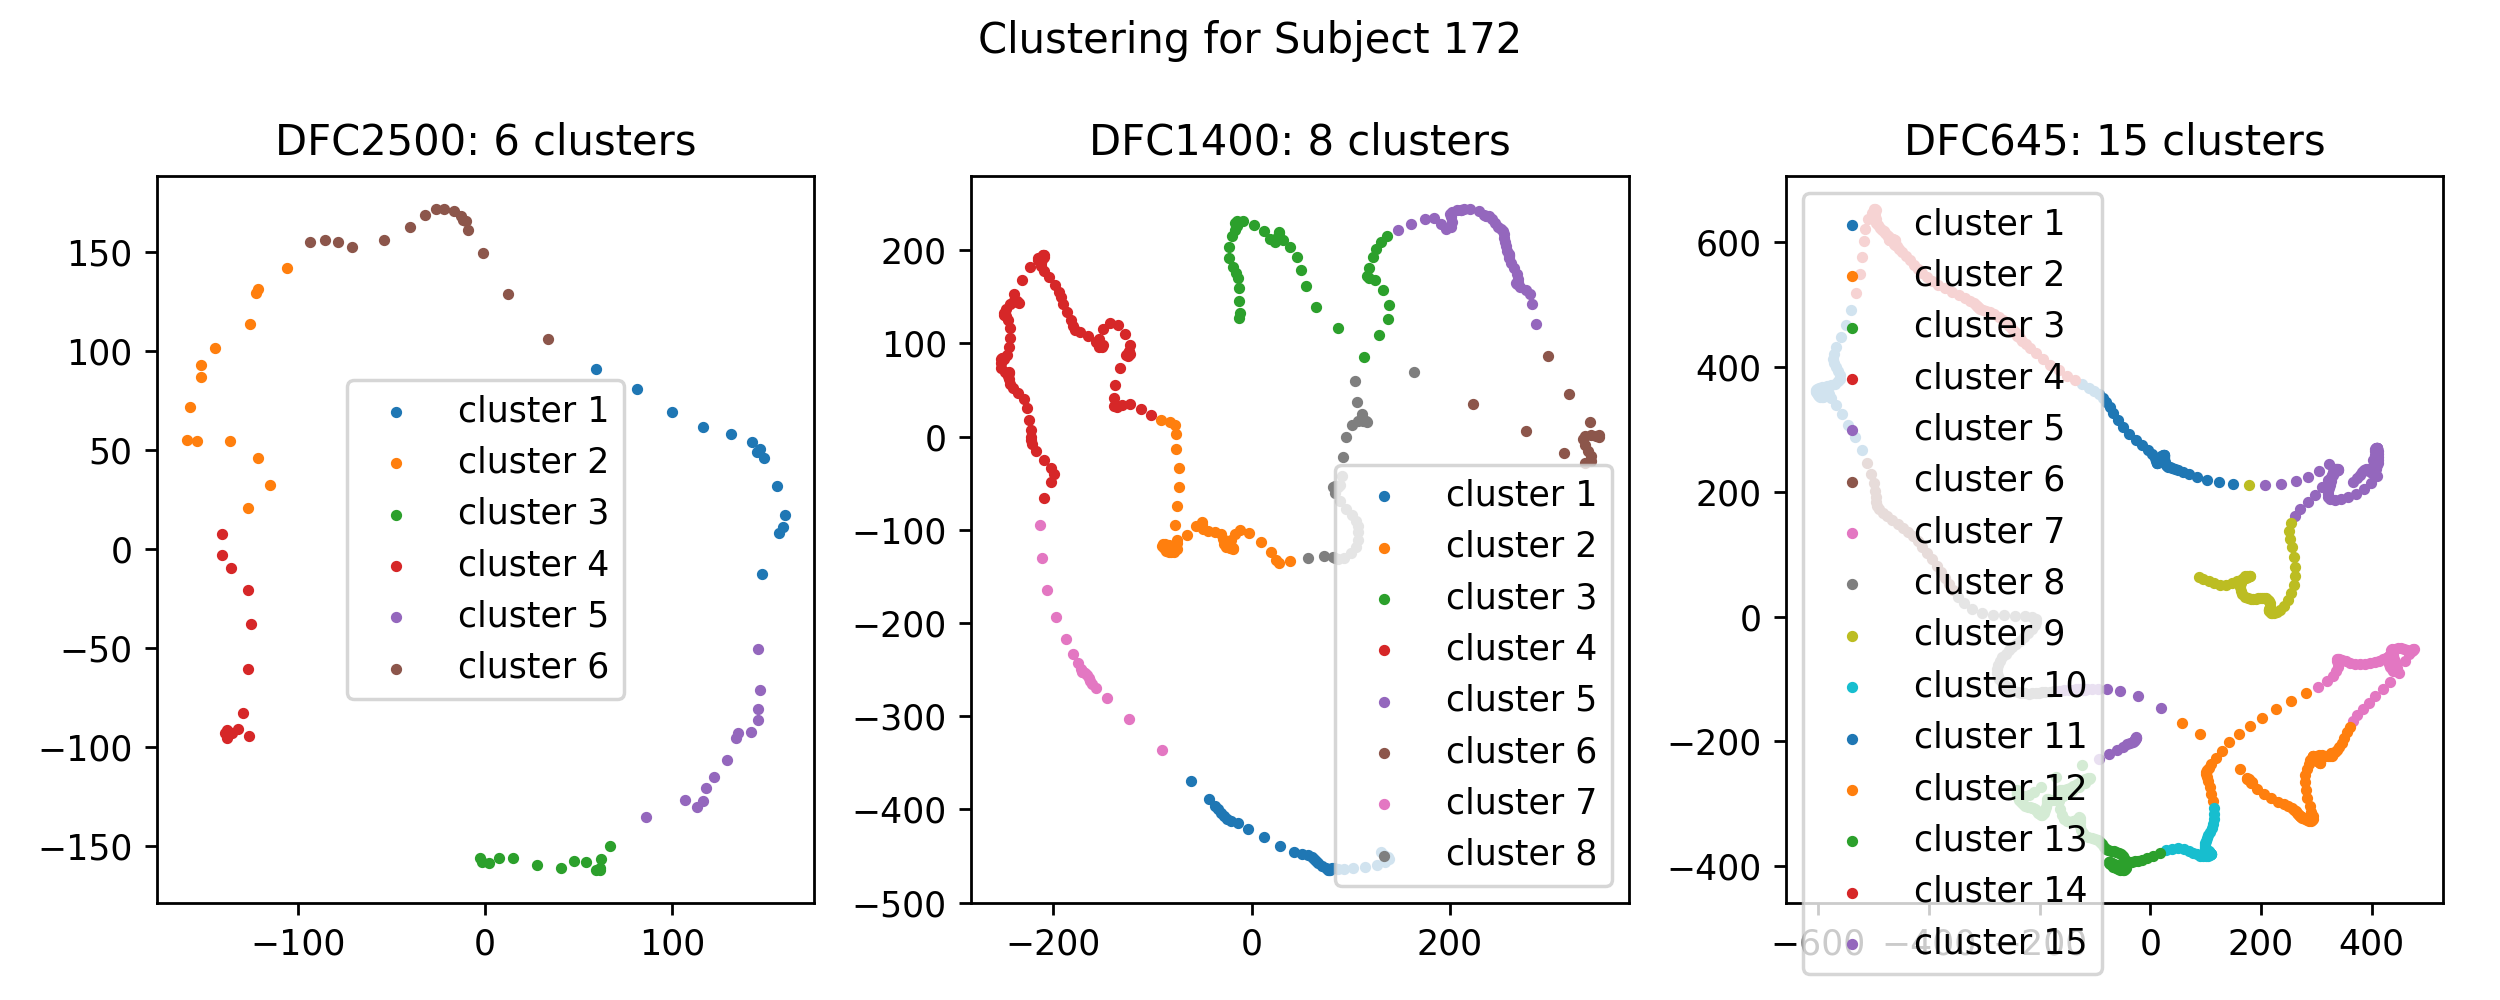 Clustering for Subject 172
DFC2500: 6 clusters
150
100
50
0
−50
−100
−150
−100
0
100
cluster 1
cluster 2
cluster 3
cluster 4
cluster 5
cluster 6
DFC1400: 8 clusters
200
100
0
−100
−200
−300
−400
−500
−200
0
200
cluster 1
cluster 2
cluster 3
cluster 4
cluster 5
cluster 6
cluster 7
cluster 8
DFC645: 15 clusters
600
400
200
0
−200
−400
−600
−400
−200
0
200
400
cluster 1
cluster 2
cluster 3
cluster 4
cluster 5
cluster 6
cluster 7
cluster 8
cluster 9
cluster 10
cluster 11
cluster 12
cluster 13
cluster 14
cluster 15